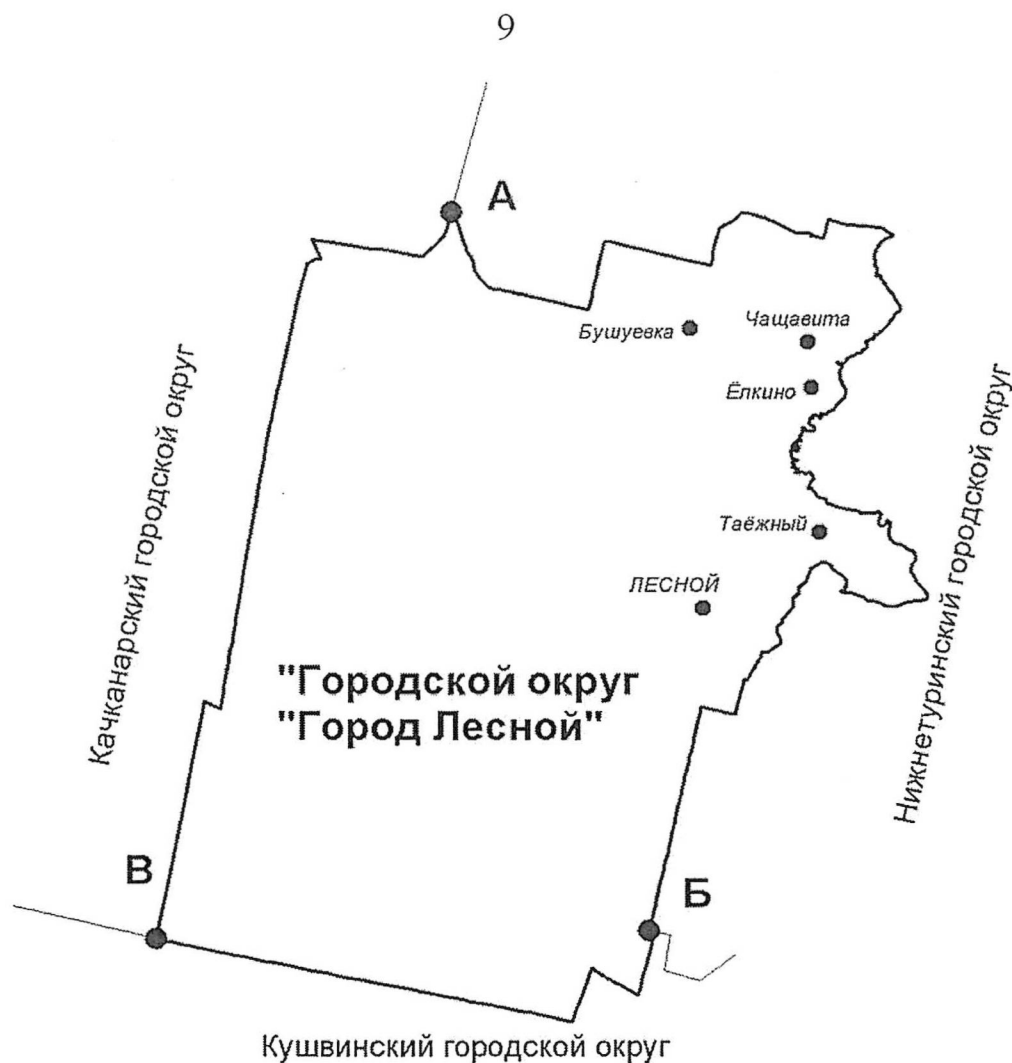 9
А
Бушуевка
Чащавита
Ёлкино
Качканарский городской округ
Нижнетуринский городской округ
Таёжный
ЛЕСНОЙ
"Городской округ
"Город Лесной"
В
Б
Кушвинский городской округ